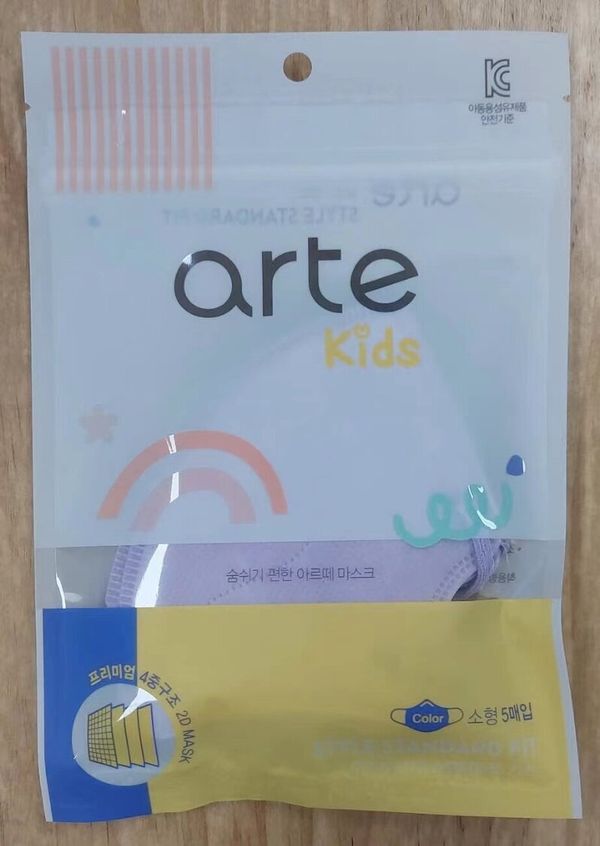 KC
아동용섬유제품
안전기준
arte
STYLE STANDARD FIT
arte
Kids
숨쉬기 편한 아르떼 마스크
프리미엄 4중구조 2D MASK
Color 소형 5매입